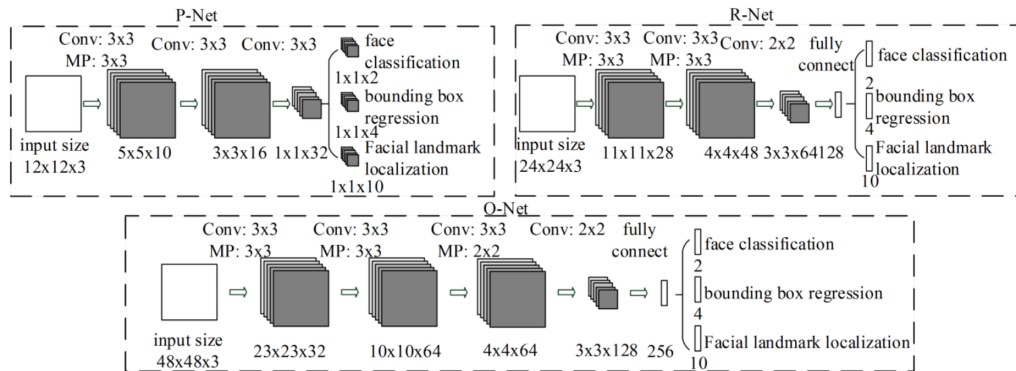 P-Net
Conv: 3x3 Conv: 3x3 Conv: 3x3
MP: 3x3
face
classification
1x1x2
bounding box
regression
1x1x4
Facial landmark
localization
1x1x10
input size
12x12x3
5x5x10
3x3x16
1x1x32
R-Net
Conv: 3x3 Conv: 3x3 Conv: 2x2 fully
MP: 3x3 MP: 3x3 connect
face classification
2
bounding box
regression
4
Facial landmark
localization
10
input size
24x24x3
11x11x28
4x4x48
3x3x64
128
O-Net
Conv: 3x3 Conv: 3x3 Conv: 3x3 Conv: 2x2 fully
MP: 3x3 MP: 3x3 MP: 2x2 connect
face classification
2
bounding box regression
4
Facial landmark localization
10
input size
48x48x3
23x23x32
10x10x64
4x4x64
3x3x128
256